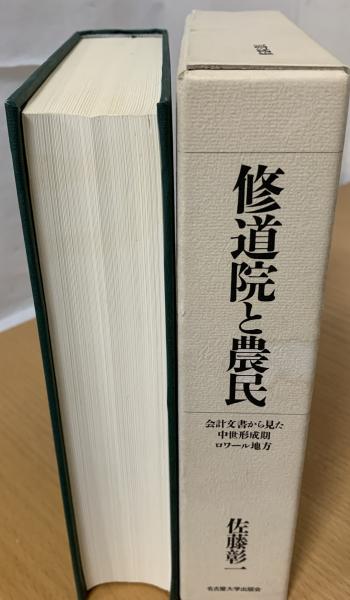 修道院と農民
会計文書から見た
中世形成期
ロワール地方
佐藤彰一
名古屋大学出版会